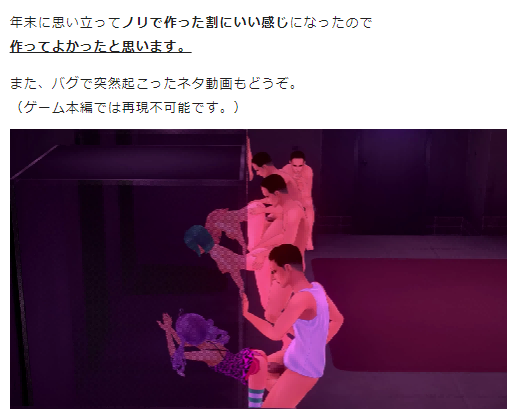 年末に思い立ってノリで作った割にいい感じになったので
作ってよかったと思います。
また、バグで突然起こったネタ動画もどうぞ。
（ゲーム本編では再現不可能です。）